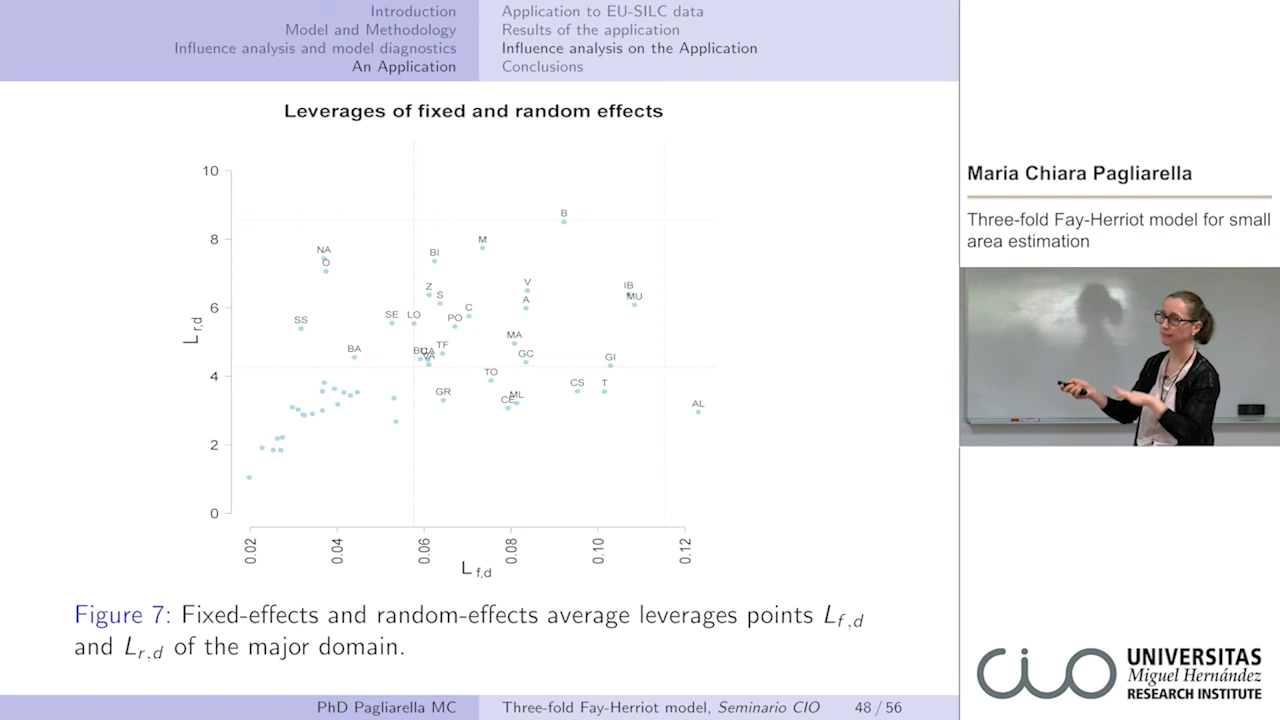 Introduction
Model and Methodology
Influence analysis and model diagnostics
An Application
Application to EU-SILC data
Results of the application
Influence analysis on the Application
Conclusions
Leverages of fixed and random effects
L r,d
10
8
6
4
2
0
B
M
NA
O
BI
Z
S
V
A
IB
MU
C
SE
LO
PO
SS
MA
BA
TF
GC
GI
VA
TO
GR
CS
T
CE
ML
AL
0.02
0.04
0.06
0.08
0.10
0.12
L f,d
Figure 7: Fixed-effects and random-effects average leverages points Lf,d
and Lr,d of the major domain.
PhD Pagliarella MC
Three-fold Fay-Herriot model, Seminario CIO
48 / 56
Maria Chiara Pagliarella
Three-fold Fay-Herriot model for small
area estimation
CIO
UNIVERSITAS
Miguel Hernández
RESEARCH INSTITUTE